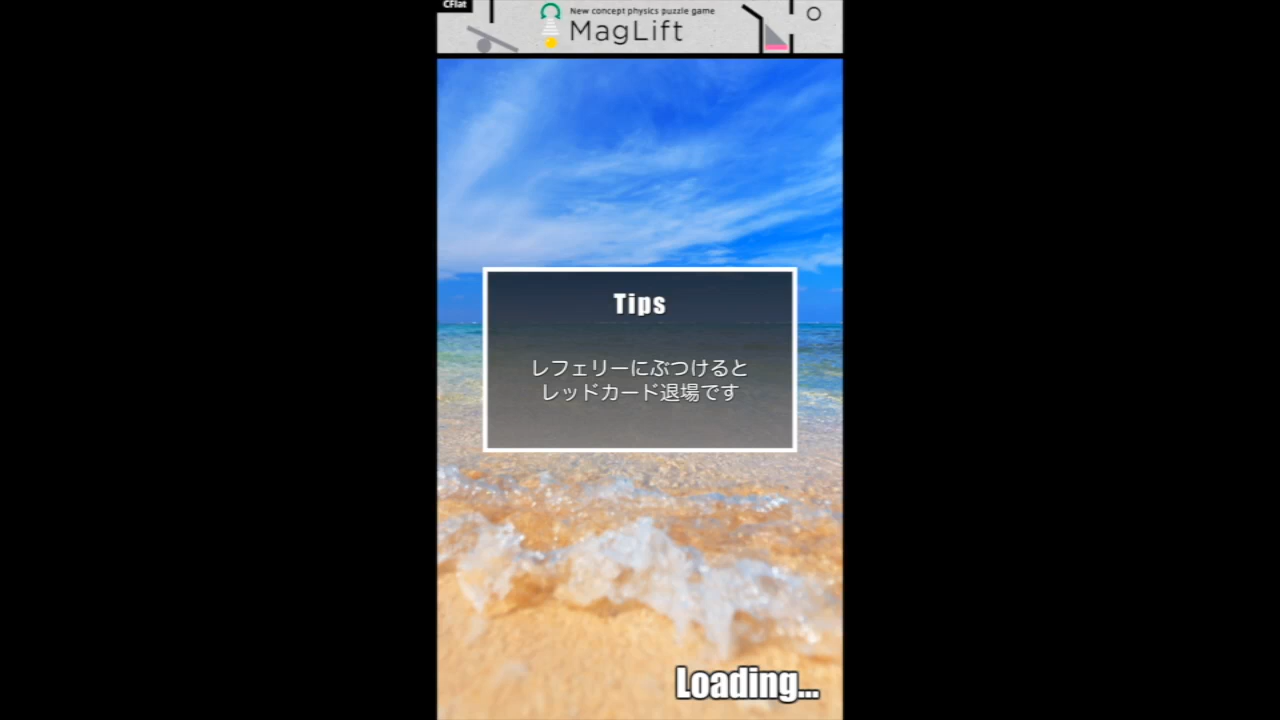 CFlat
New concept physics puzzle game
MagLift
Tips
レフェリーにぶつけると
レッドカード退場です
Loading...